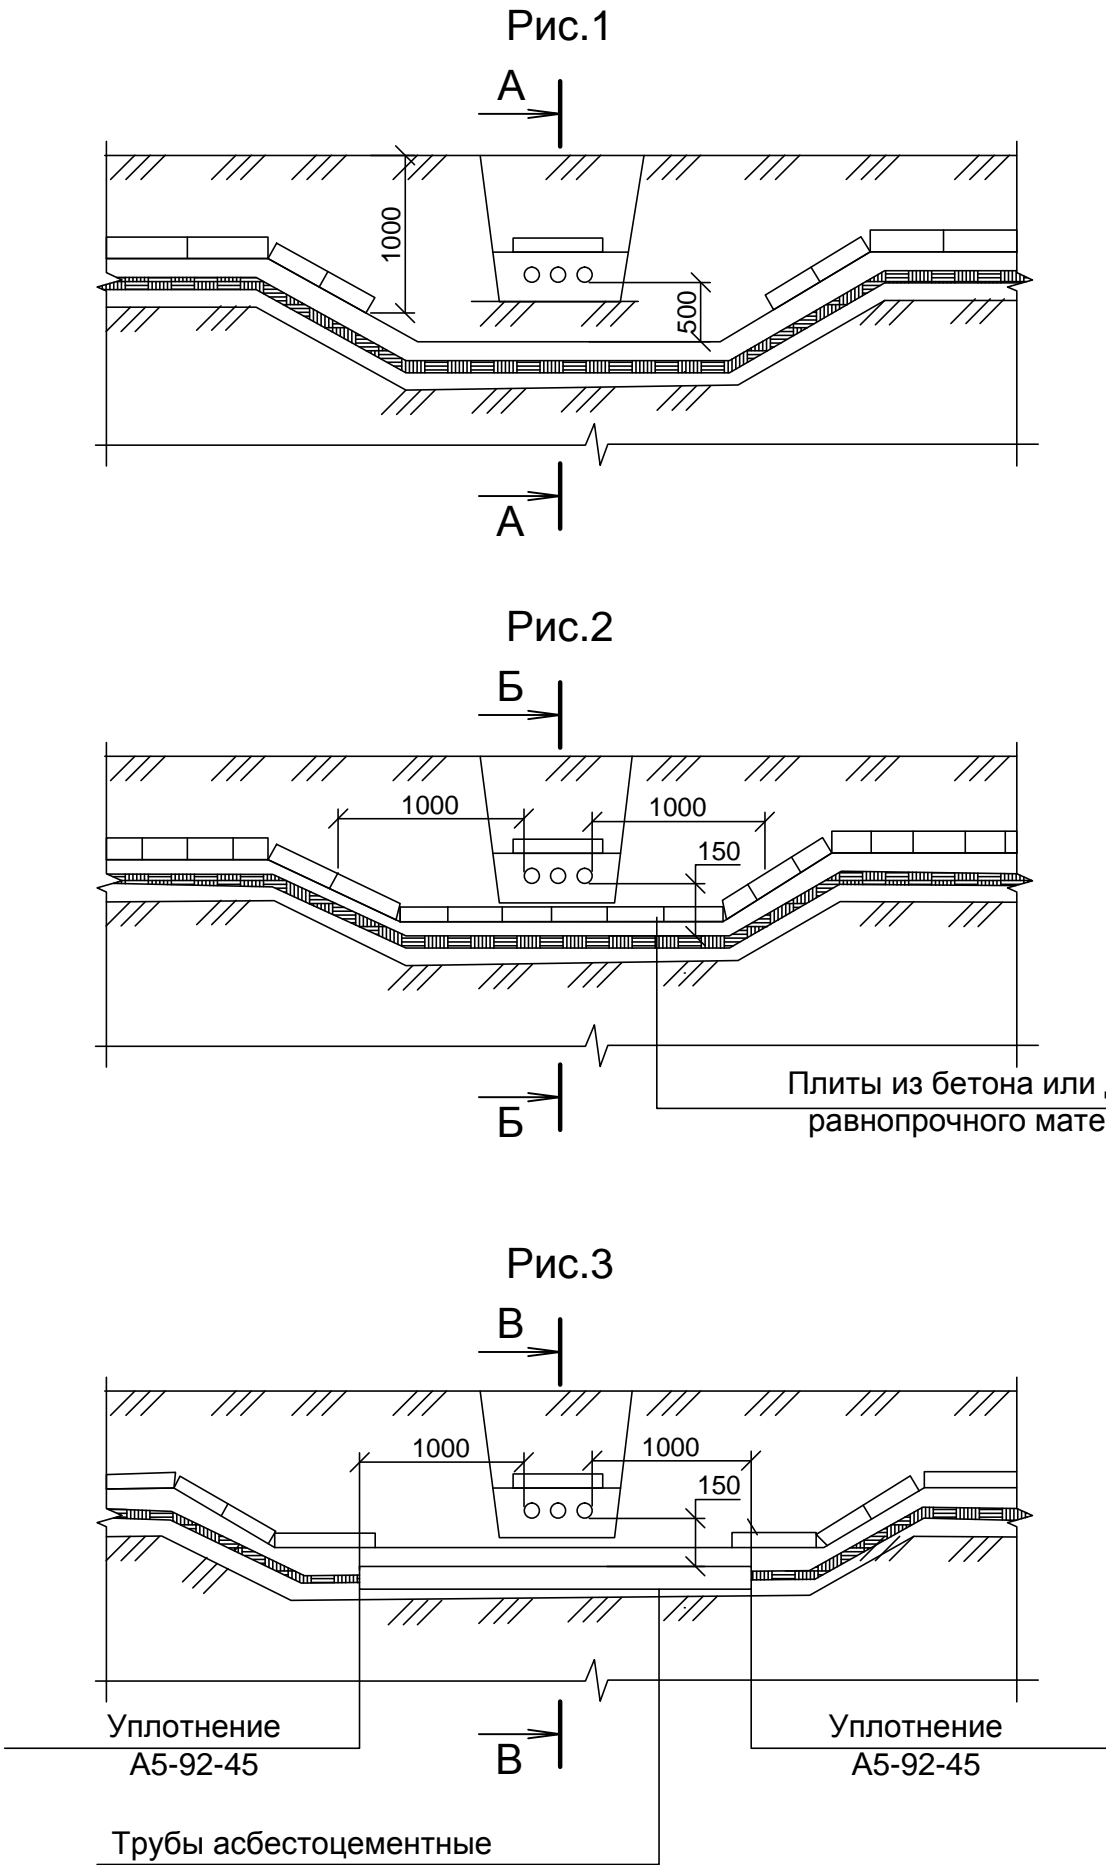 Рис.1
А
1000
500
А
Рис.2
Б
1000
1000
150
Плиты из бетона или
равнопрочного мате
Б
Рис.3
В
1000
1000
150
Уплотнение
А5-92-45
В
Уплотнение
А5-92-45
Трубы асбестоцементные